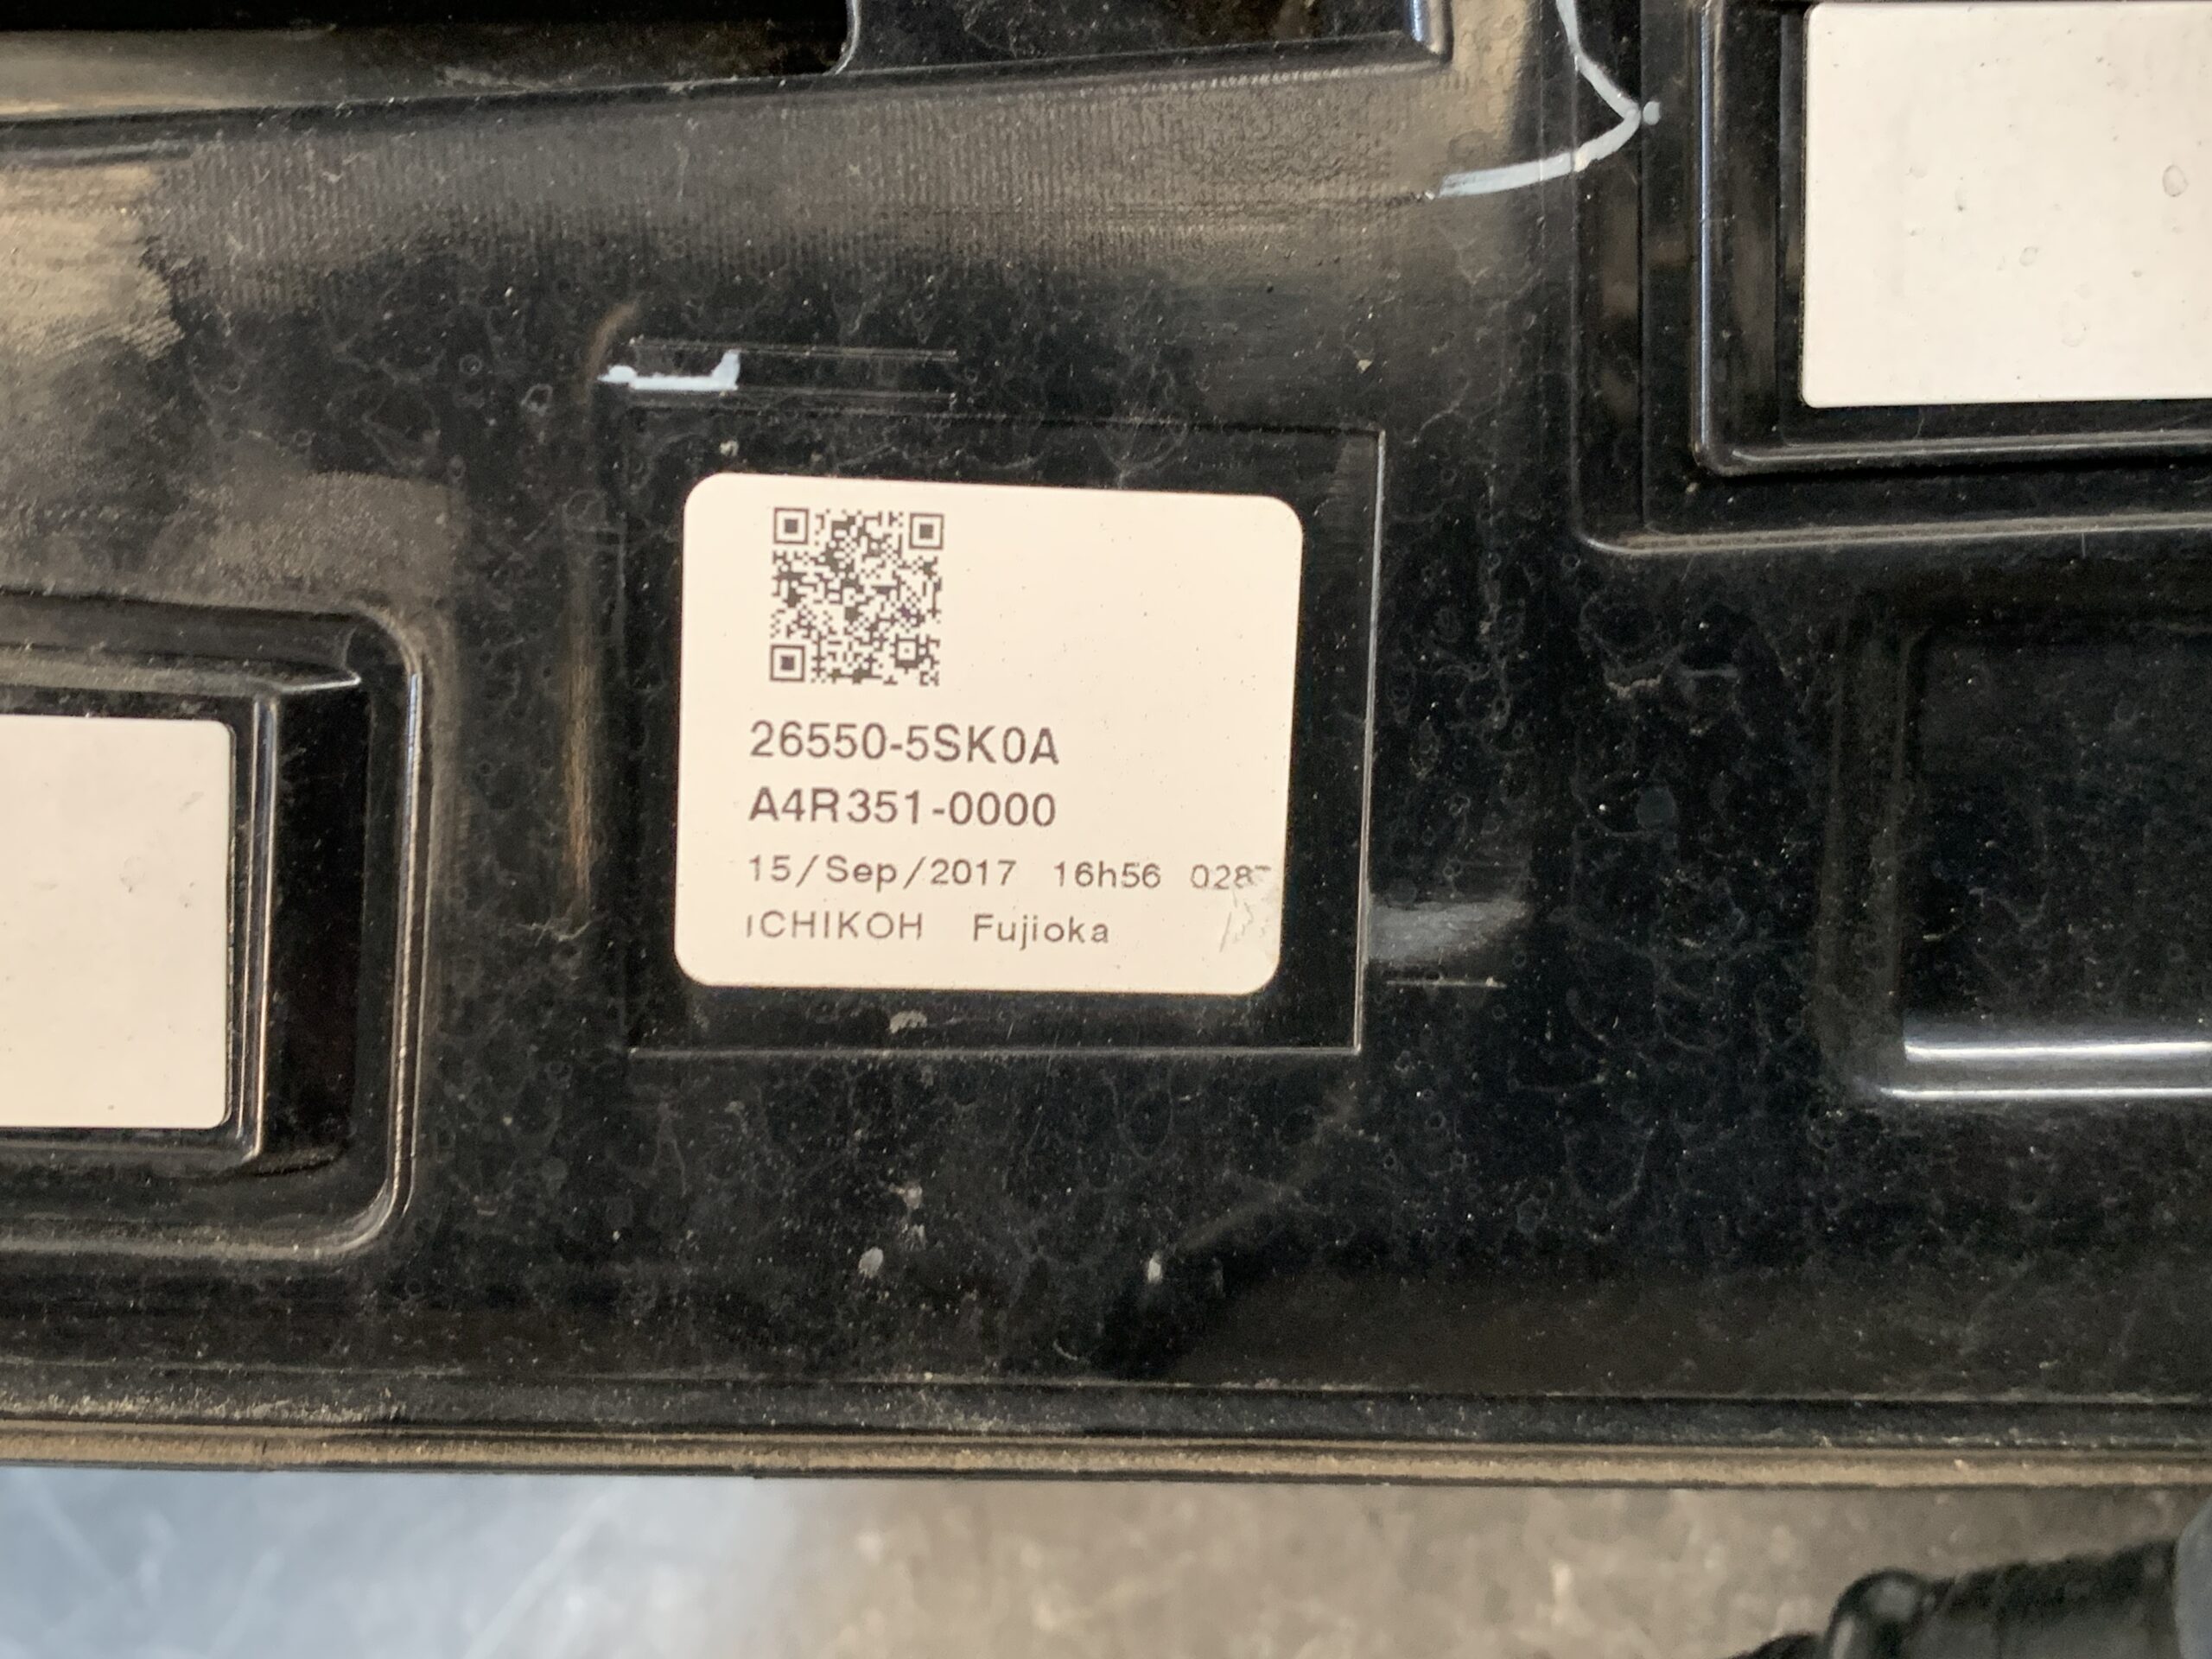 26550-5SK0A
A4R351-0000
15/Sep/2017 16h56
ICHIKOH Fujioka